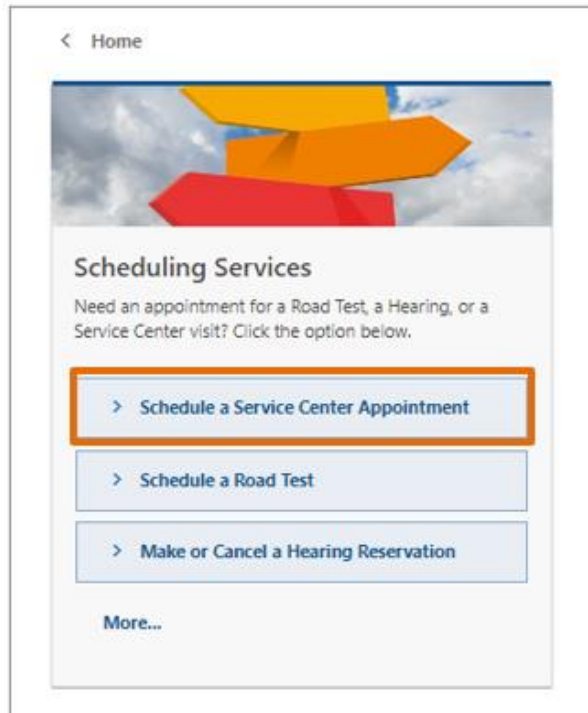 < Home
Scheduling Services
Need an appointment for a Road Test, a Hearing, or a
Service Center visit? Click the option below.
> Schedule a Service Center Appointment
> Schedule a Road Test
> Make or Cancel a Hearing Reservation
More...